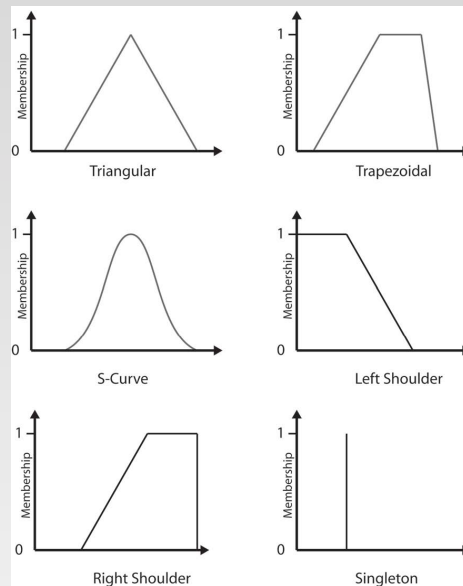 1
Membership
0
Triangular
1
Membership
0
Trapezoidal
1
Membership
0
S-Curve
1
Membership
0
Left Shoulder
1
Membership
0
Right Shoulder
1
Membership
0
Singleton